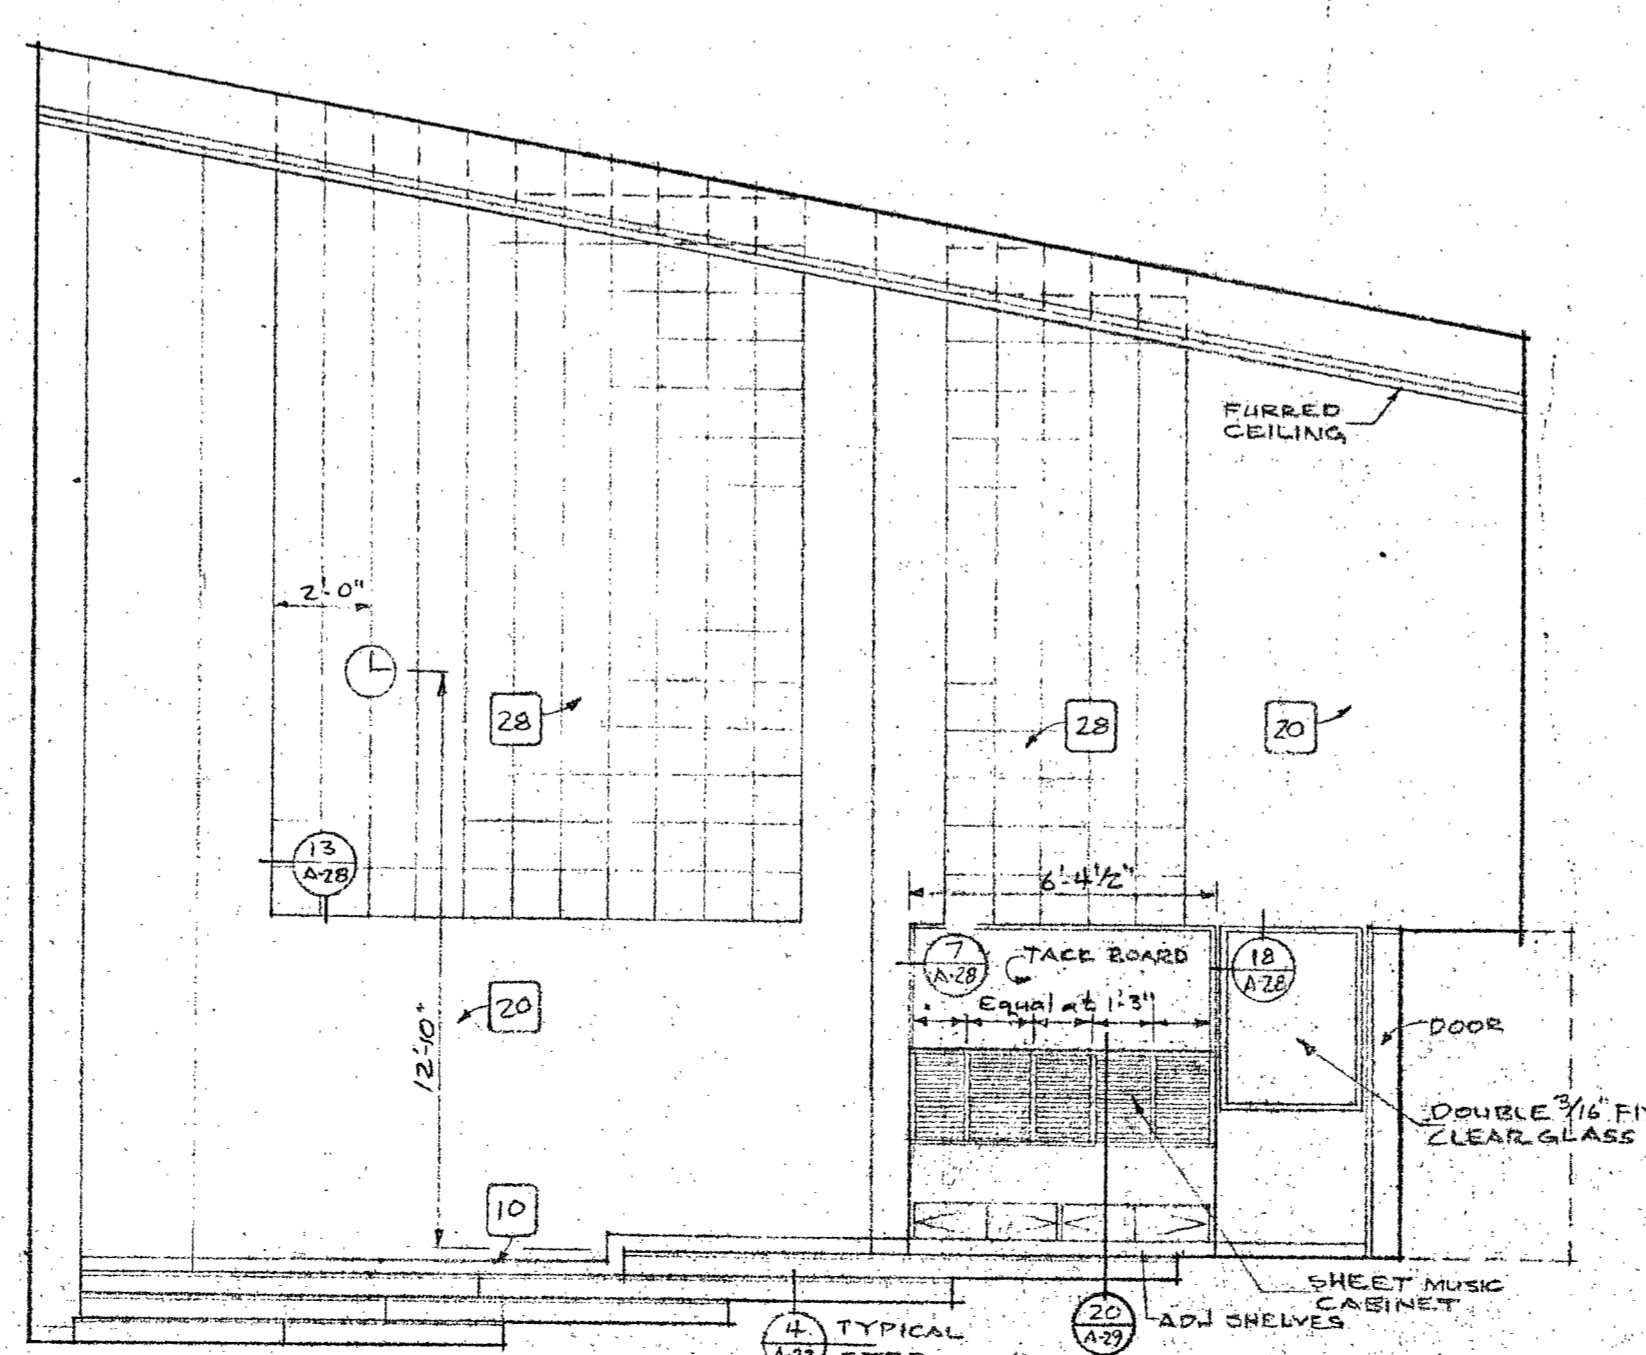 FURRED
CEILING
2'-0"
28
28
20
13
A-28
6'-4 1/2"
7
A-28
TACK BOARD
18
A-28
Equal at 1'-3"
20
12'-10"
DOOR
DOUBLE 3/16"
CLEAR GLASS
10
SHEET MUSIC
CABINET
ADJ SHELVES
20
A-29
4
TYPICAL